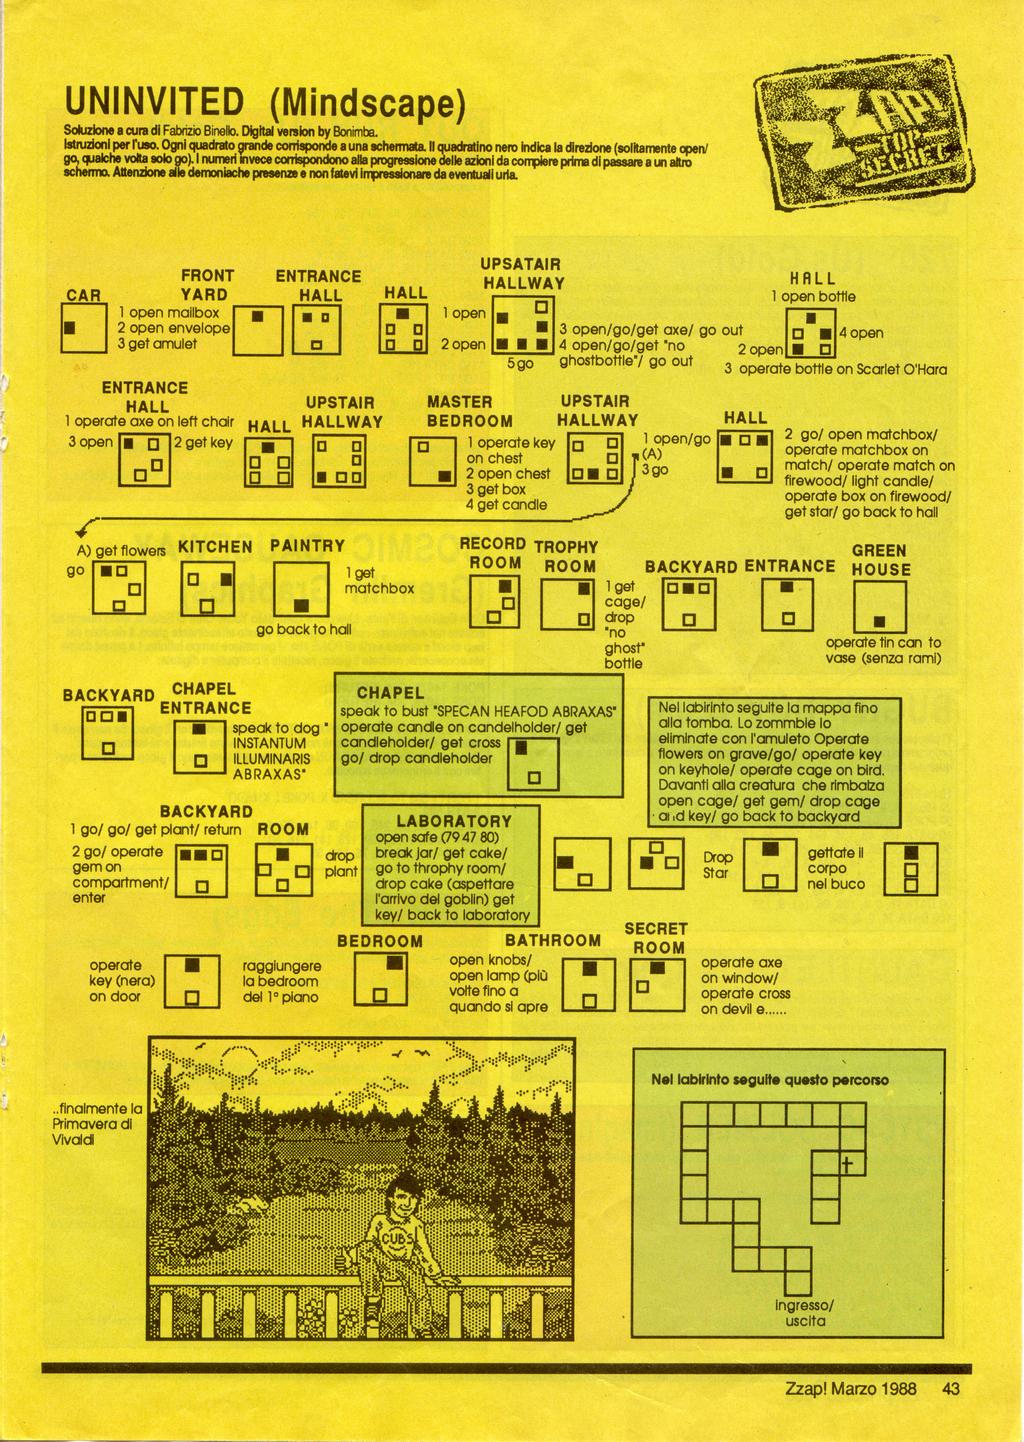 UNINVITED (Mindscape)
Soluzione a cura di Fabrizio Binello. Digital version by Bonimba.
Istruzioni per l'uso. Ogni quadrato grande corrisponde a una schermata. Il quadratino nero indica la direzione (solitamente open/
go, qualche volta solo go). I numeri invece corrispondono alla progressione delle azioni da compiere prima di passare a un altro
schermo. Attenzione alle demoniache presenze e non fatevi impressionare da eventuali urla.
ZZAP!
TOP
SECRET
CAR
FRONT
YARD
1 open mailbox
2 open envelope
3 get amulet
ENTRANCE
HALL
HALL
UPSATAIR
HALLWAY
1 open
2 open
3 open/go/get axe/ go out
4 open/go/get "no
ghostbottle"/ go out
5 go
HALL
1 open bottle
2 open
4 open
3 operate bottle on Scarlet O'Hara
ENTRANCE
HALL
1 operate axe on left chair
3 open
2 get key
HALL
UPSTAIR
HALLWAY
MASTER
BEDROOM
1 operate key
on chest
2 open chest
3 get box
4 get candle
UPSTAIR
HALLWAY
1 open/go
(A)
3 go
HALL
2 go/ open matchbox/
operate matchbox on
match/ operate match on
firewood/ light candle/
operate box on firewood/
get star/ go back to hall
A) get flowers
go
KITCHEN
PAINTRY
1 get
matchbox
go back to hall
RECORD
ROOM
TROPHY
ROOM
1 get
cage/
drop
"no
ghost"
bottle
BACKYARD
ENTRANCE
GREEN
HOUSE
operate tin can to
vase (senza rami)
BACKYARD
CHAPEL
ENTRANCE
speak to dog "
INSTANTUM
ILLUMINARIS
ABRAXAS"
CHAPEL
speak to bust "SPECAN HEAFOD ABRAXAS"
operate candle on candelholder/ get
candleholder/ get cross
go/ drop candleholder
Nel labirinto seguite la mappa fino
alla tomba. Lo zommbie lo
eliminate con l'amuleto Operate
flowers on grave/go/ operate key
on keyhole/ operate cage on bird.
Davanti alla creatura che rimbalza
open cage/ get gem/ drop cage
and key/ go back to backyard
BACKYARD
1 go/ go/ get plant/ return
2 go/ operate
gem on
compartment/
enter
ROOM
drop
plant
LABORATORY
open safe (79 47 80)
break jar/ get cake/
go to throphy room/
drop cake (aspettare
l'arrivo del goblin) get
key/ back to laboratory
Drop
Star
gettate il
corpo
nel buco
operate
key (nera)
on door
raggiungere
la bedroom
del 1° piano
BEDROOM
BATHROOM
open knobs/
open lamp (più
volte fino a
quando si apre
SECRET
ROOM
operate axe
on window/
operate cross
on devil e......
..finalmente la
Primavera di
Vivaldi
CUBS
Nel labirinto seguite questo percorso
ingresso/
uscita
Zzap! Marzo 1988 43